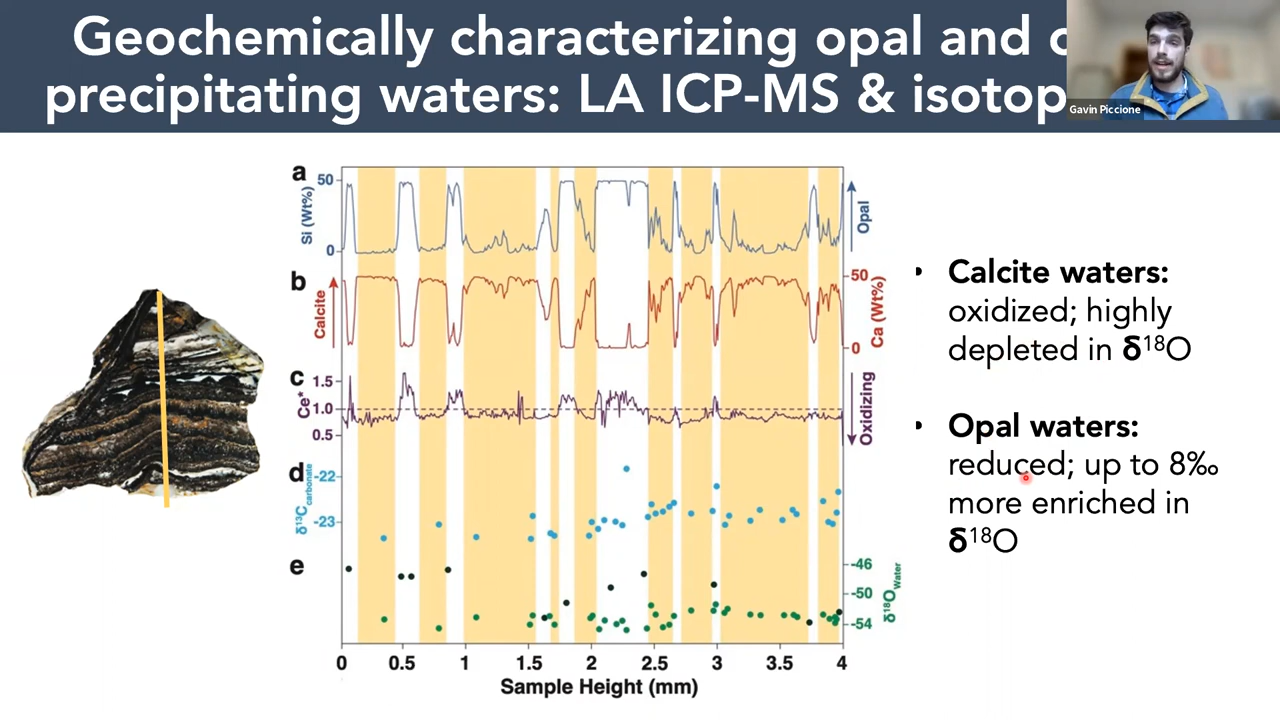 Geochemically characterizing opal and
precipitating waters: LA ICP-MS & isotop
Gavin Piccione
a
Si (Wt%)
50
0
Opal
b
Calcite
50
0
Ca (Wt%)
c
Ce*
1.5
1.0
0.5
Oxidizing
d
δ¹³Ccarbonate
-22
-23
e
-46
-50
-54
δ¹⁸OWater
0 0.5 1 1.5 2 2.5 3 3.5 4
Sample Height (mm)
• Calcite waters:
oxidized; highly
depleted in δ¹⁸O
• Opal waters:
reduced; up to 8‰
more enriched in
δ¹⁸O